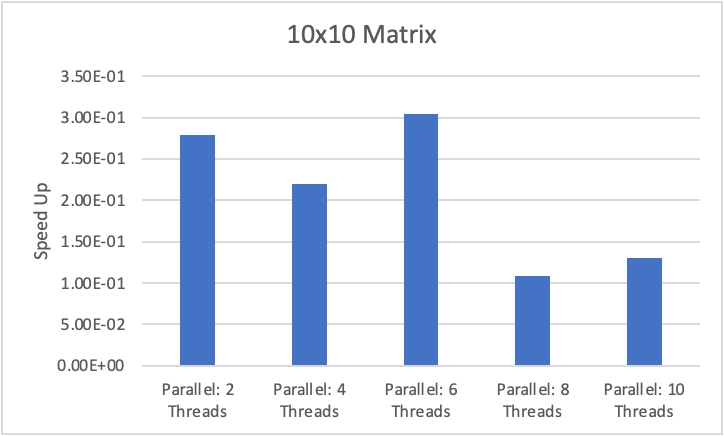 10x10 Matrix
3.50E-01
3.00E-01
2.50E-01
2.00E-01
1.50E-01
1.00E-01
5.00E-02
0.00E+00
Speed Up
Parallel: 2
Threads
Parallel: 4
Threads
Parallel: 6
Threads
Parallel: 8
Threads
Parallel: 10
Threads